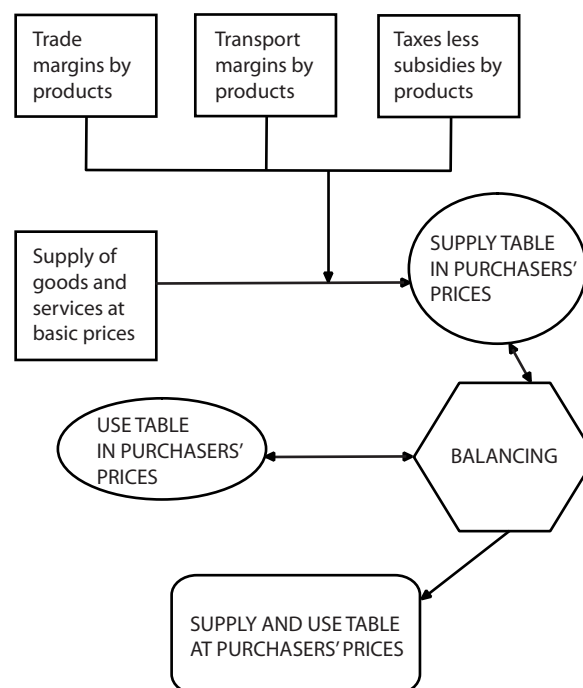 Trade
margins by
products
Transport
margins by
products
Taxes less
subsidies by
products
Supply of
goods and
services at
basic prices
SUPPLY TABLE
IN PURCHASERS’
PRICES
USE TABLE
IN PURCHASERS’
PRICES
BALANCING
SUPPLY AND USE TABLE
AT PURCHASERS’ PRICES